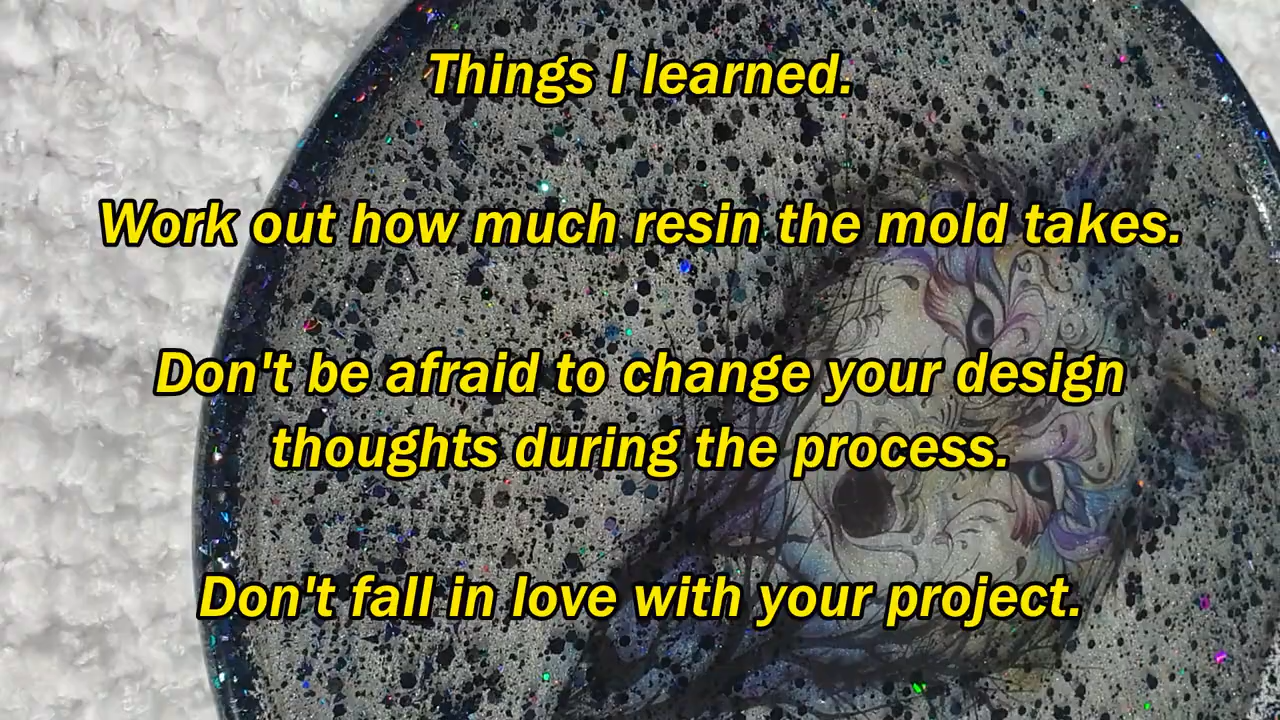 Things I learned.
Work out how much resin the mold takes.
Don't be afraid to change your design
thoughts during the process.
Don't fall in love with your project.